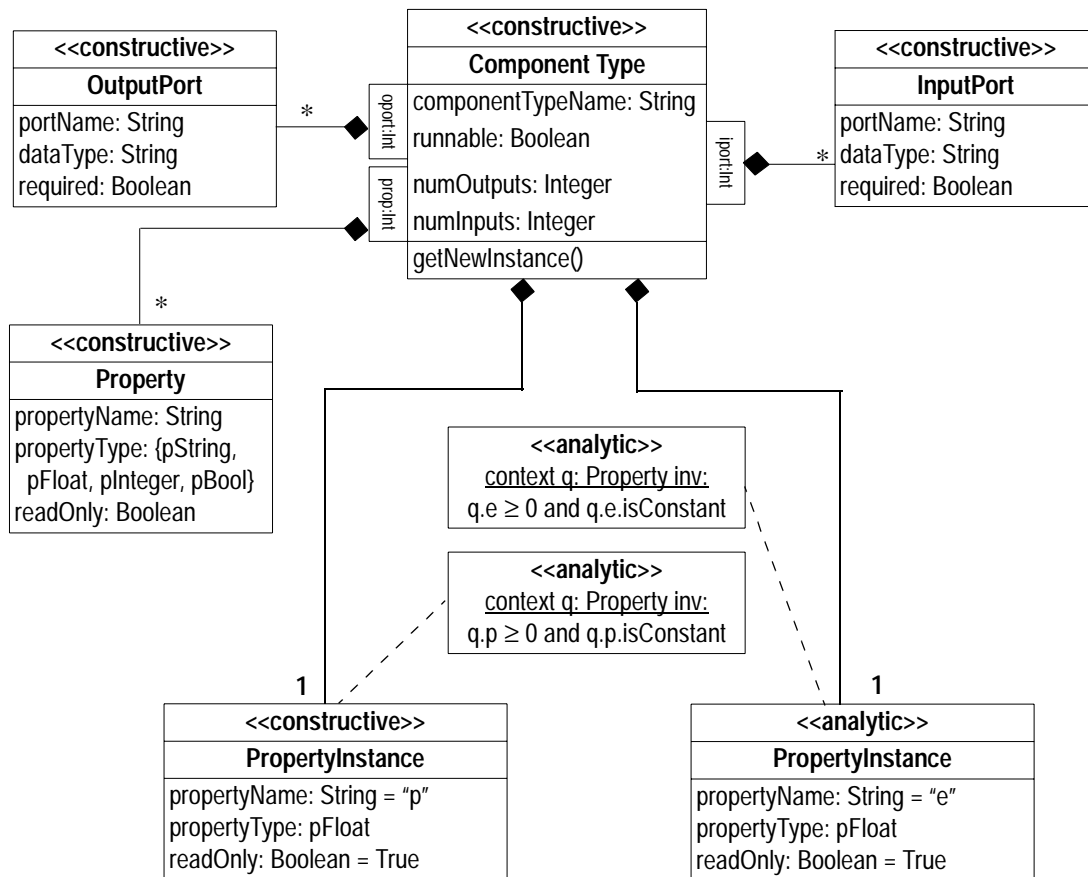 <<constructive>>
OutputPort
portName: String
dataType: String
required: Boolean
*
<<constructive>>
Component Type
componentTypeName: String
runnable: Boolean
numOutputs: Integer
numInputs: Integer
getNewInstance()
oport:Int
prop:Int
iport:Int
*
<<constructive>>
InputPort
portName: String
dataType: String
required: Boolean
*
<<constructive>>
Property
propertyName: String
propertyType: {pString,
pFloat, pInteger, pBool}
readOnly: Boolean
<<analytic>>
context q: Property inv:
q.e ≥ 0 and q.e.isConstant
<<analytic>>
context q: Property inv:
q.p ≥ 0 and q.p.isConstant
1
<<constructive>>
PropertyInstance
propertyName: String = “p”
propertyType: pFloat
readOnly: Boolean = True
1
<<analytic>>
PropertyInstance
propertyName: String = “e”
propertyType: pFloat
readOnly: Boolean = True